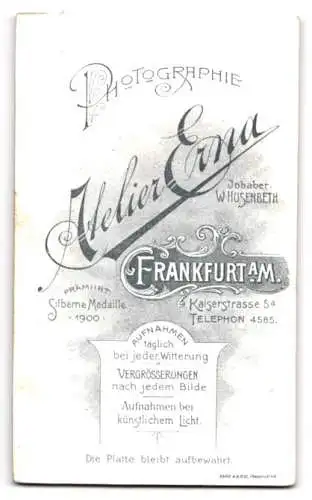 PHOTOGRAPHIE
Atelier Erna
Inhaber
W. HUSENBETH
FRANKFURT A/M.
PRÄMIIRT
Silberne Medaille
· 1900 ·
Kaiserstrasse 5a
TELEPHON 4585.
AUFNAHMEN
täglich
bei jeder Witterung
VERGRÖSSERUNGEN
nach jedem Bilde
Aufnahmen bei
künstlichem Licht.
Die Platte bleibt aufbewahrt.